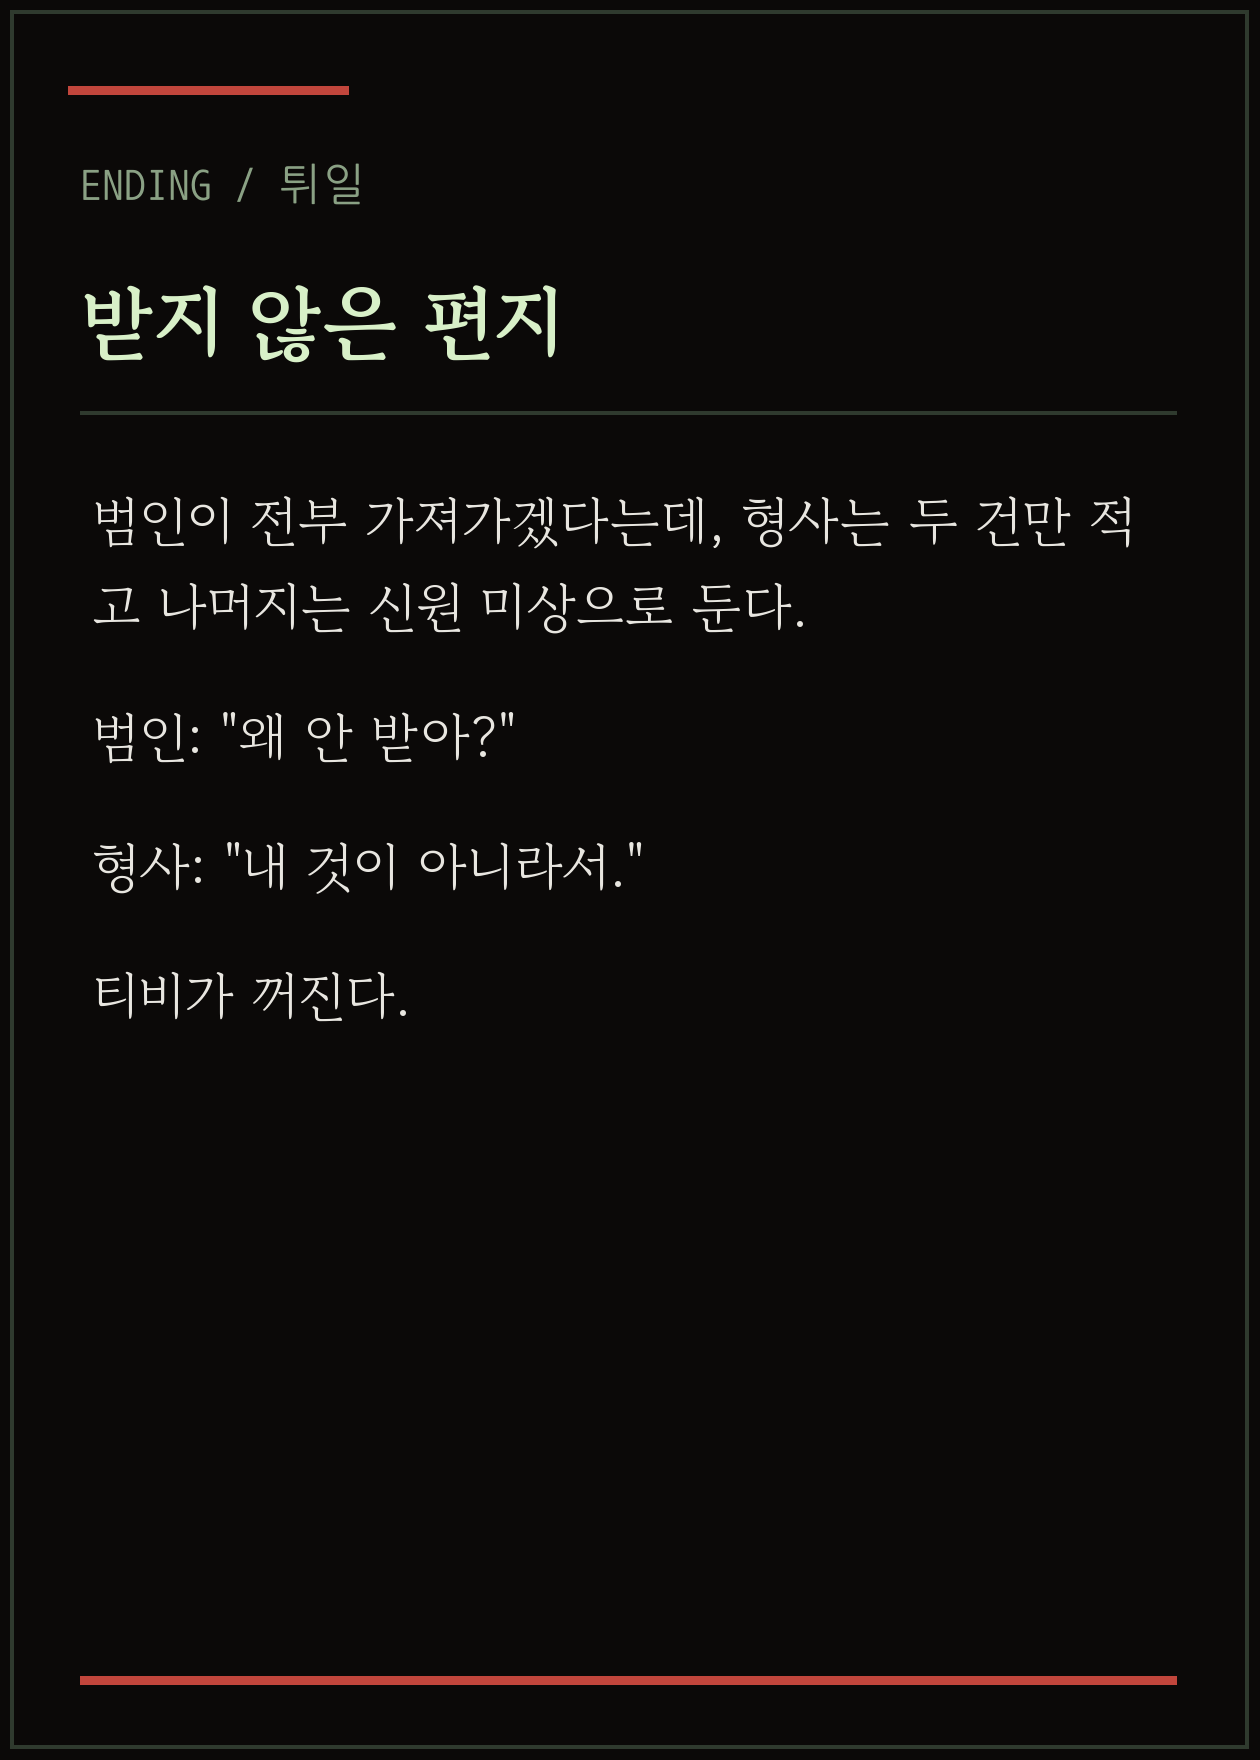 ENDING / 튀일
받지 않은 편지
범인이 전부 가져가겠다는데, 형사는 두 건만 적
고 나머지는 신원 미상으로 둔다.
범인: "왜 안 받아?"
형사: "내 것이 아니라서."
티비가 꺼진다.